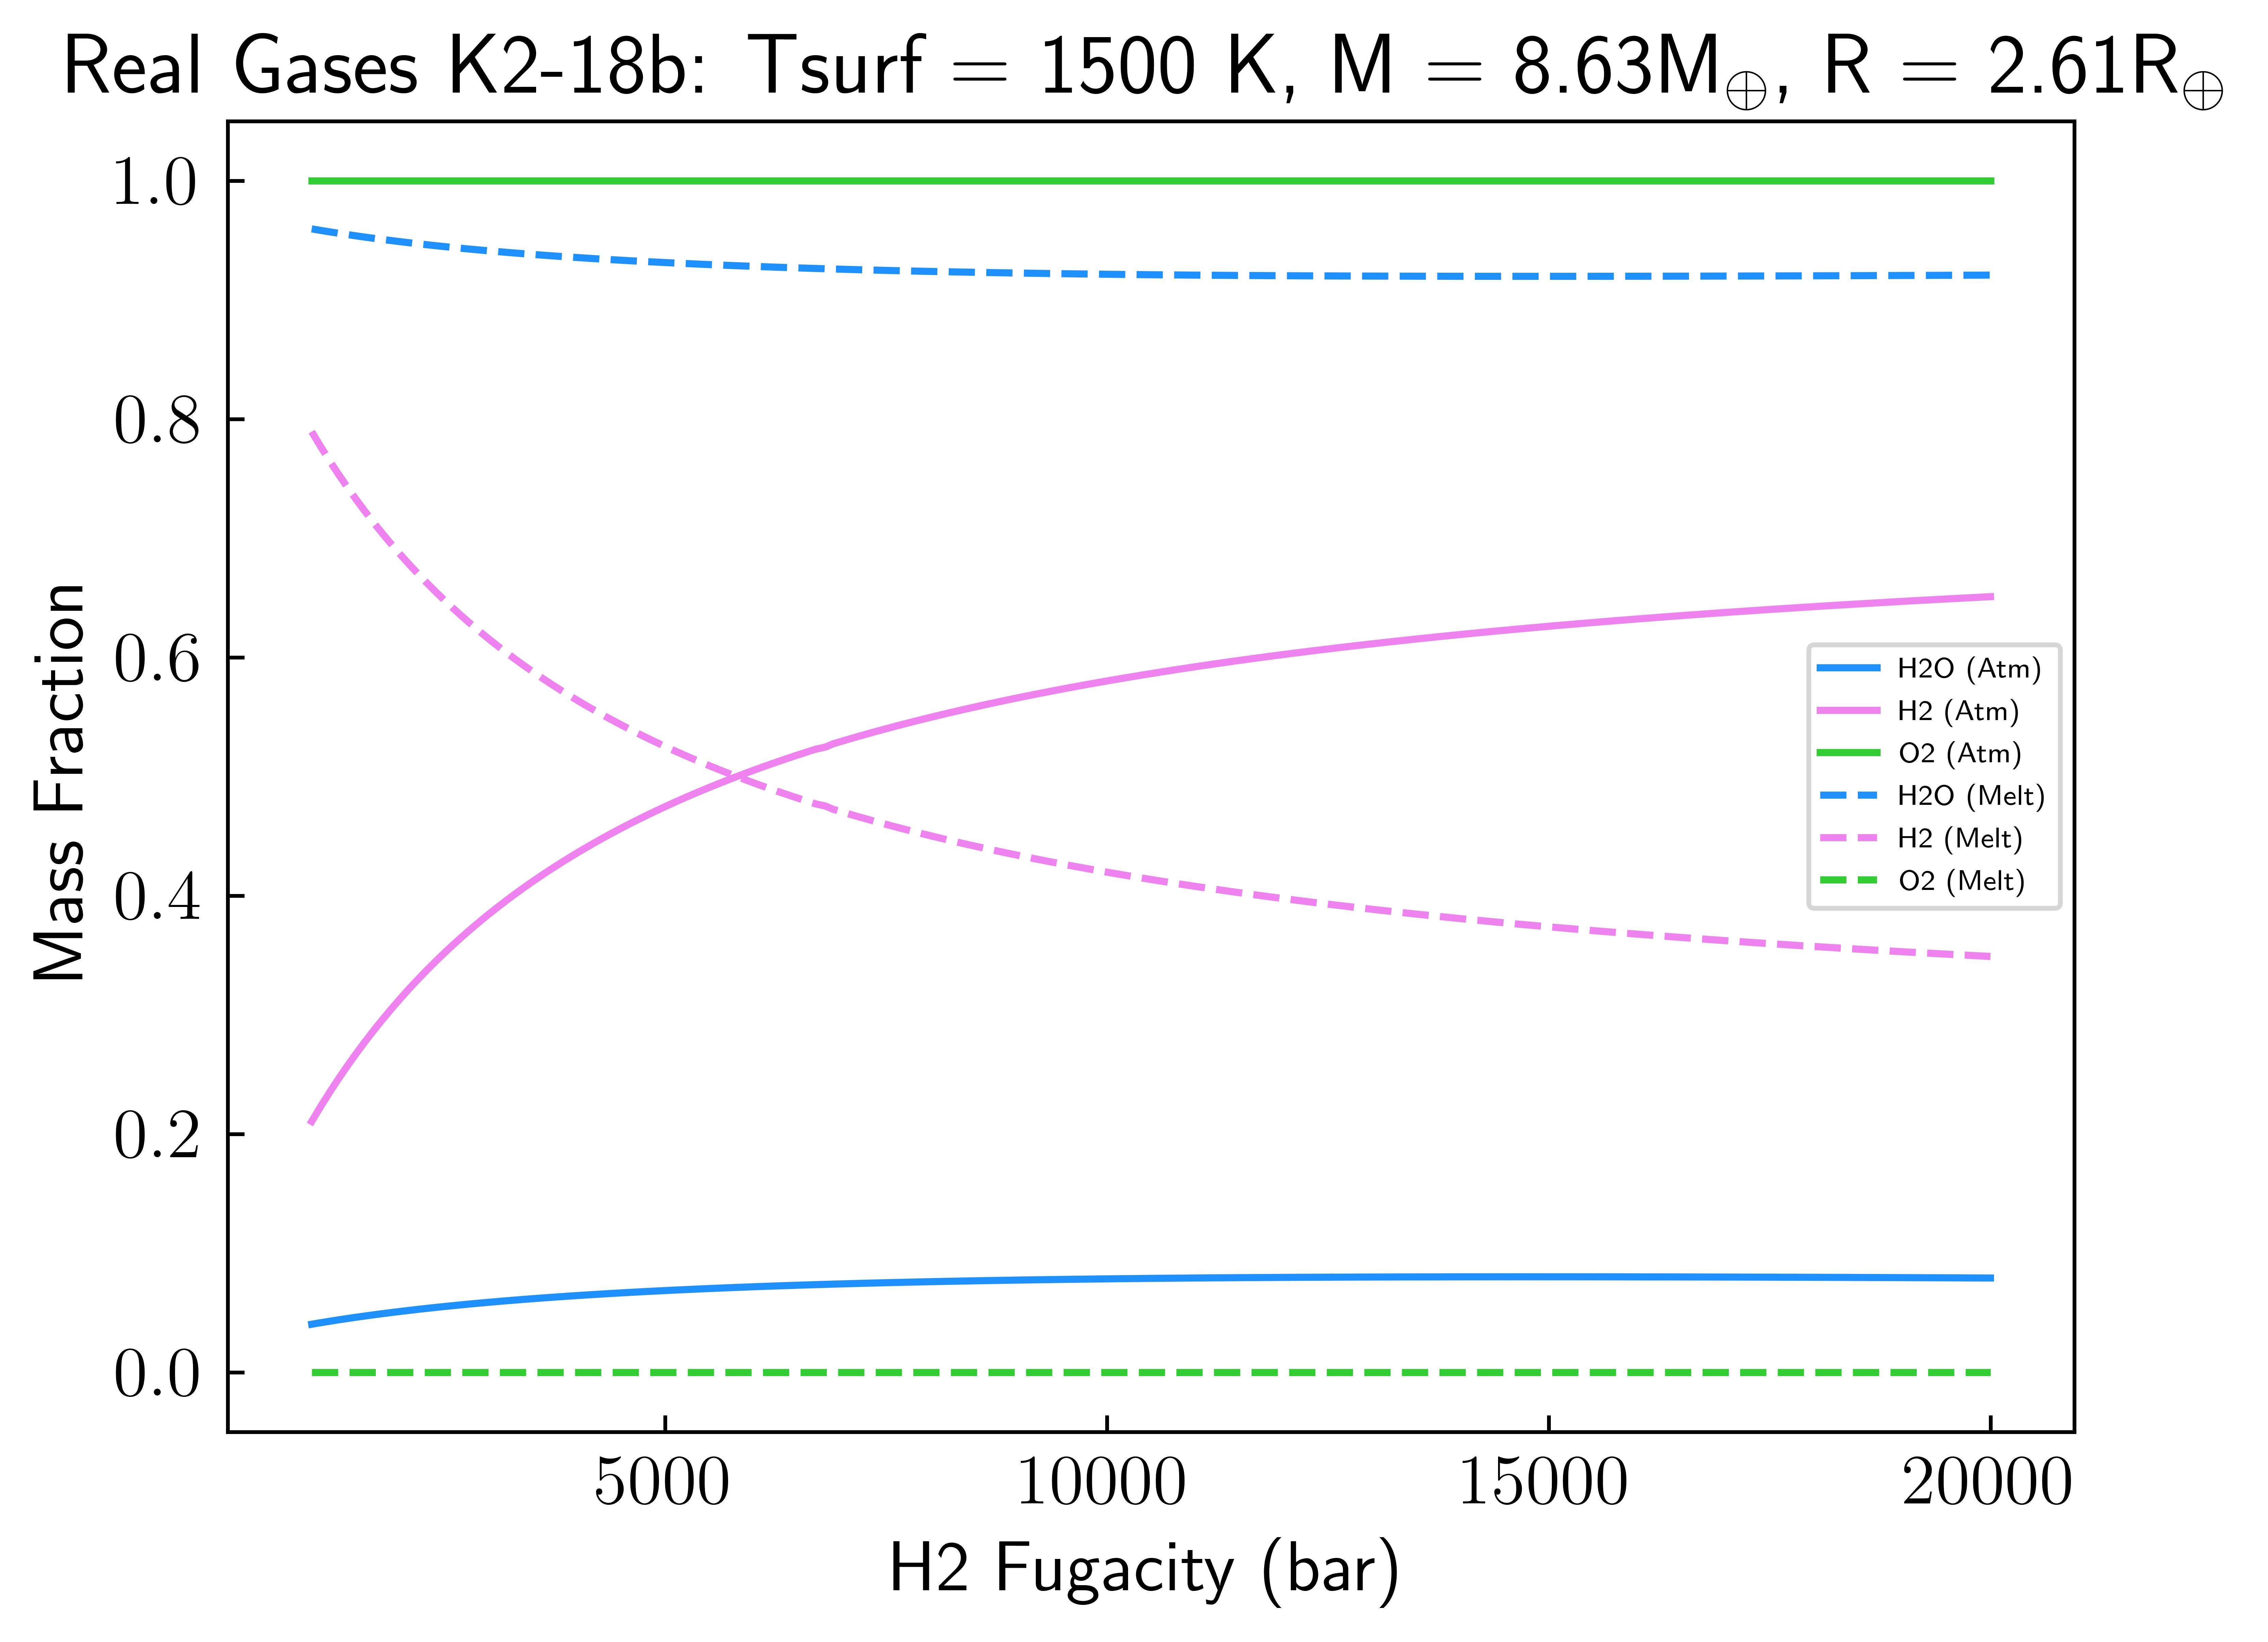 Real Gases K2-18b: Tsurf = 1500 K, M = 8.63M⊕, R = 2.61R⊕
1.0
0.8
0.6
0.4
0.2
0.0
Mass Fraction
H2O (Atm)
H2 (Atm)
O2 (Atm)
H2O (Melt)
H2 (Melt)
O2 (Melt)
5000 10000 15000 20000
H2 Fugacity (bar)